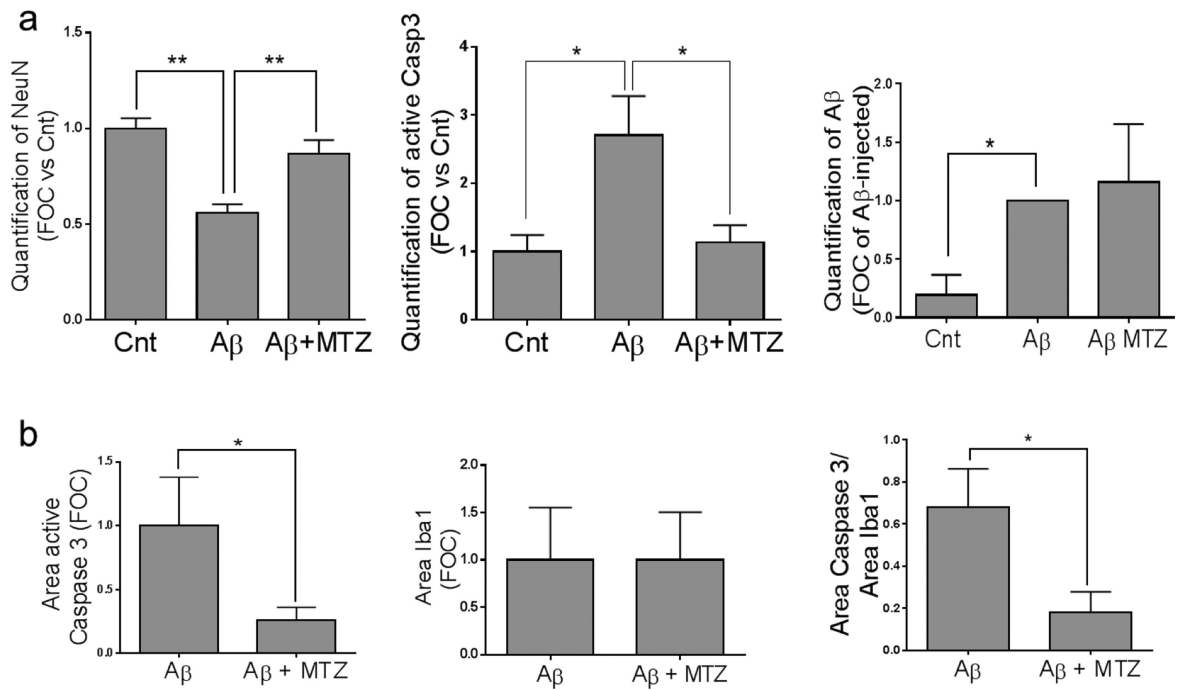 a
Quantification of NeuN
(FOC vs Cnt)
1.5
1.0
0.5
0.0
**
**
Cnt
Aβ
Aβ+MTZ
Quantification of active Casp3
(FOC vs Cnt)
4
3
2
1
0
*
*
Cnt
Aβ
Aβ+MTZ
Quantification of Aβ
(FOC of Aβ-injected)
2.0
1.5
1.0
0.5
0.0
*
Cnt
Aβ
Aβ MTZ
b
Area active
Caspase 3 (FOC)
1.5
1.0
0.5
0.0
*
Aβ
Aβ + MTZ
Area Iba1
(FOC)
2.0
1.5
1.0
0.5
0.0
Aβ
Aβ + MTZ
Area Caspase 3/
Area Iba1
1.0
0.8
0.6
0.4
0.2
0.0
*
Aβ
Aβ + MTZ